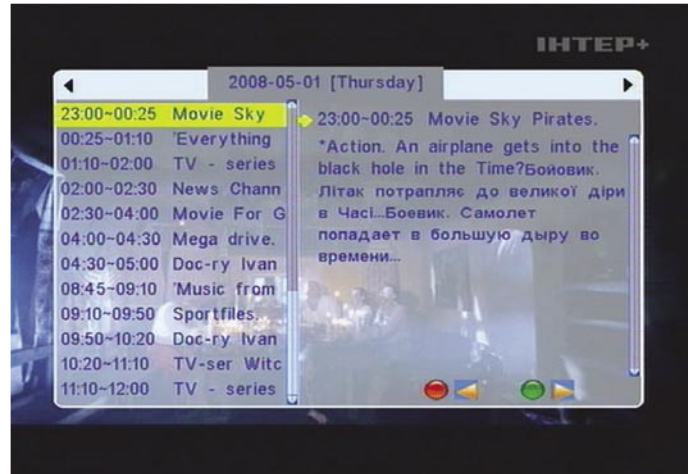 ІНТЕР+
2008-05-01 [Thursday]
23:00~00:25 Movie Sky
00:25~01:10 'Everything
01:10~02:00 TV - series
02:00~02:30 News Chann
02:30~04:00 Movie For G
04:00~04:30 Mega drive.
04:30~05:00 Doc-ry Ivan
08:45~09:10 'Music from
09:10~09:50 Sportfiles.
09:50~10:20 Doc-ry Ivan
10:20~11:10 TV-ser Witc
11:10~12:00 TV - series
23:00~00:25 Movie Sky Pirates.
*Action. An airplane gets into the
black hole in the Time?Бойовик.
Літак потрапляє до великої діри
в Часі...Боевик. Самолет
попадает в большую дыру во
времени...